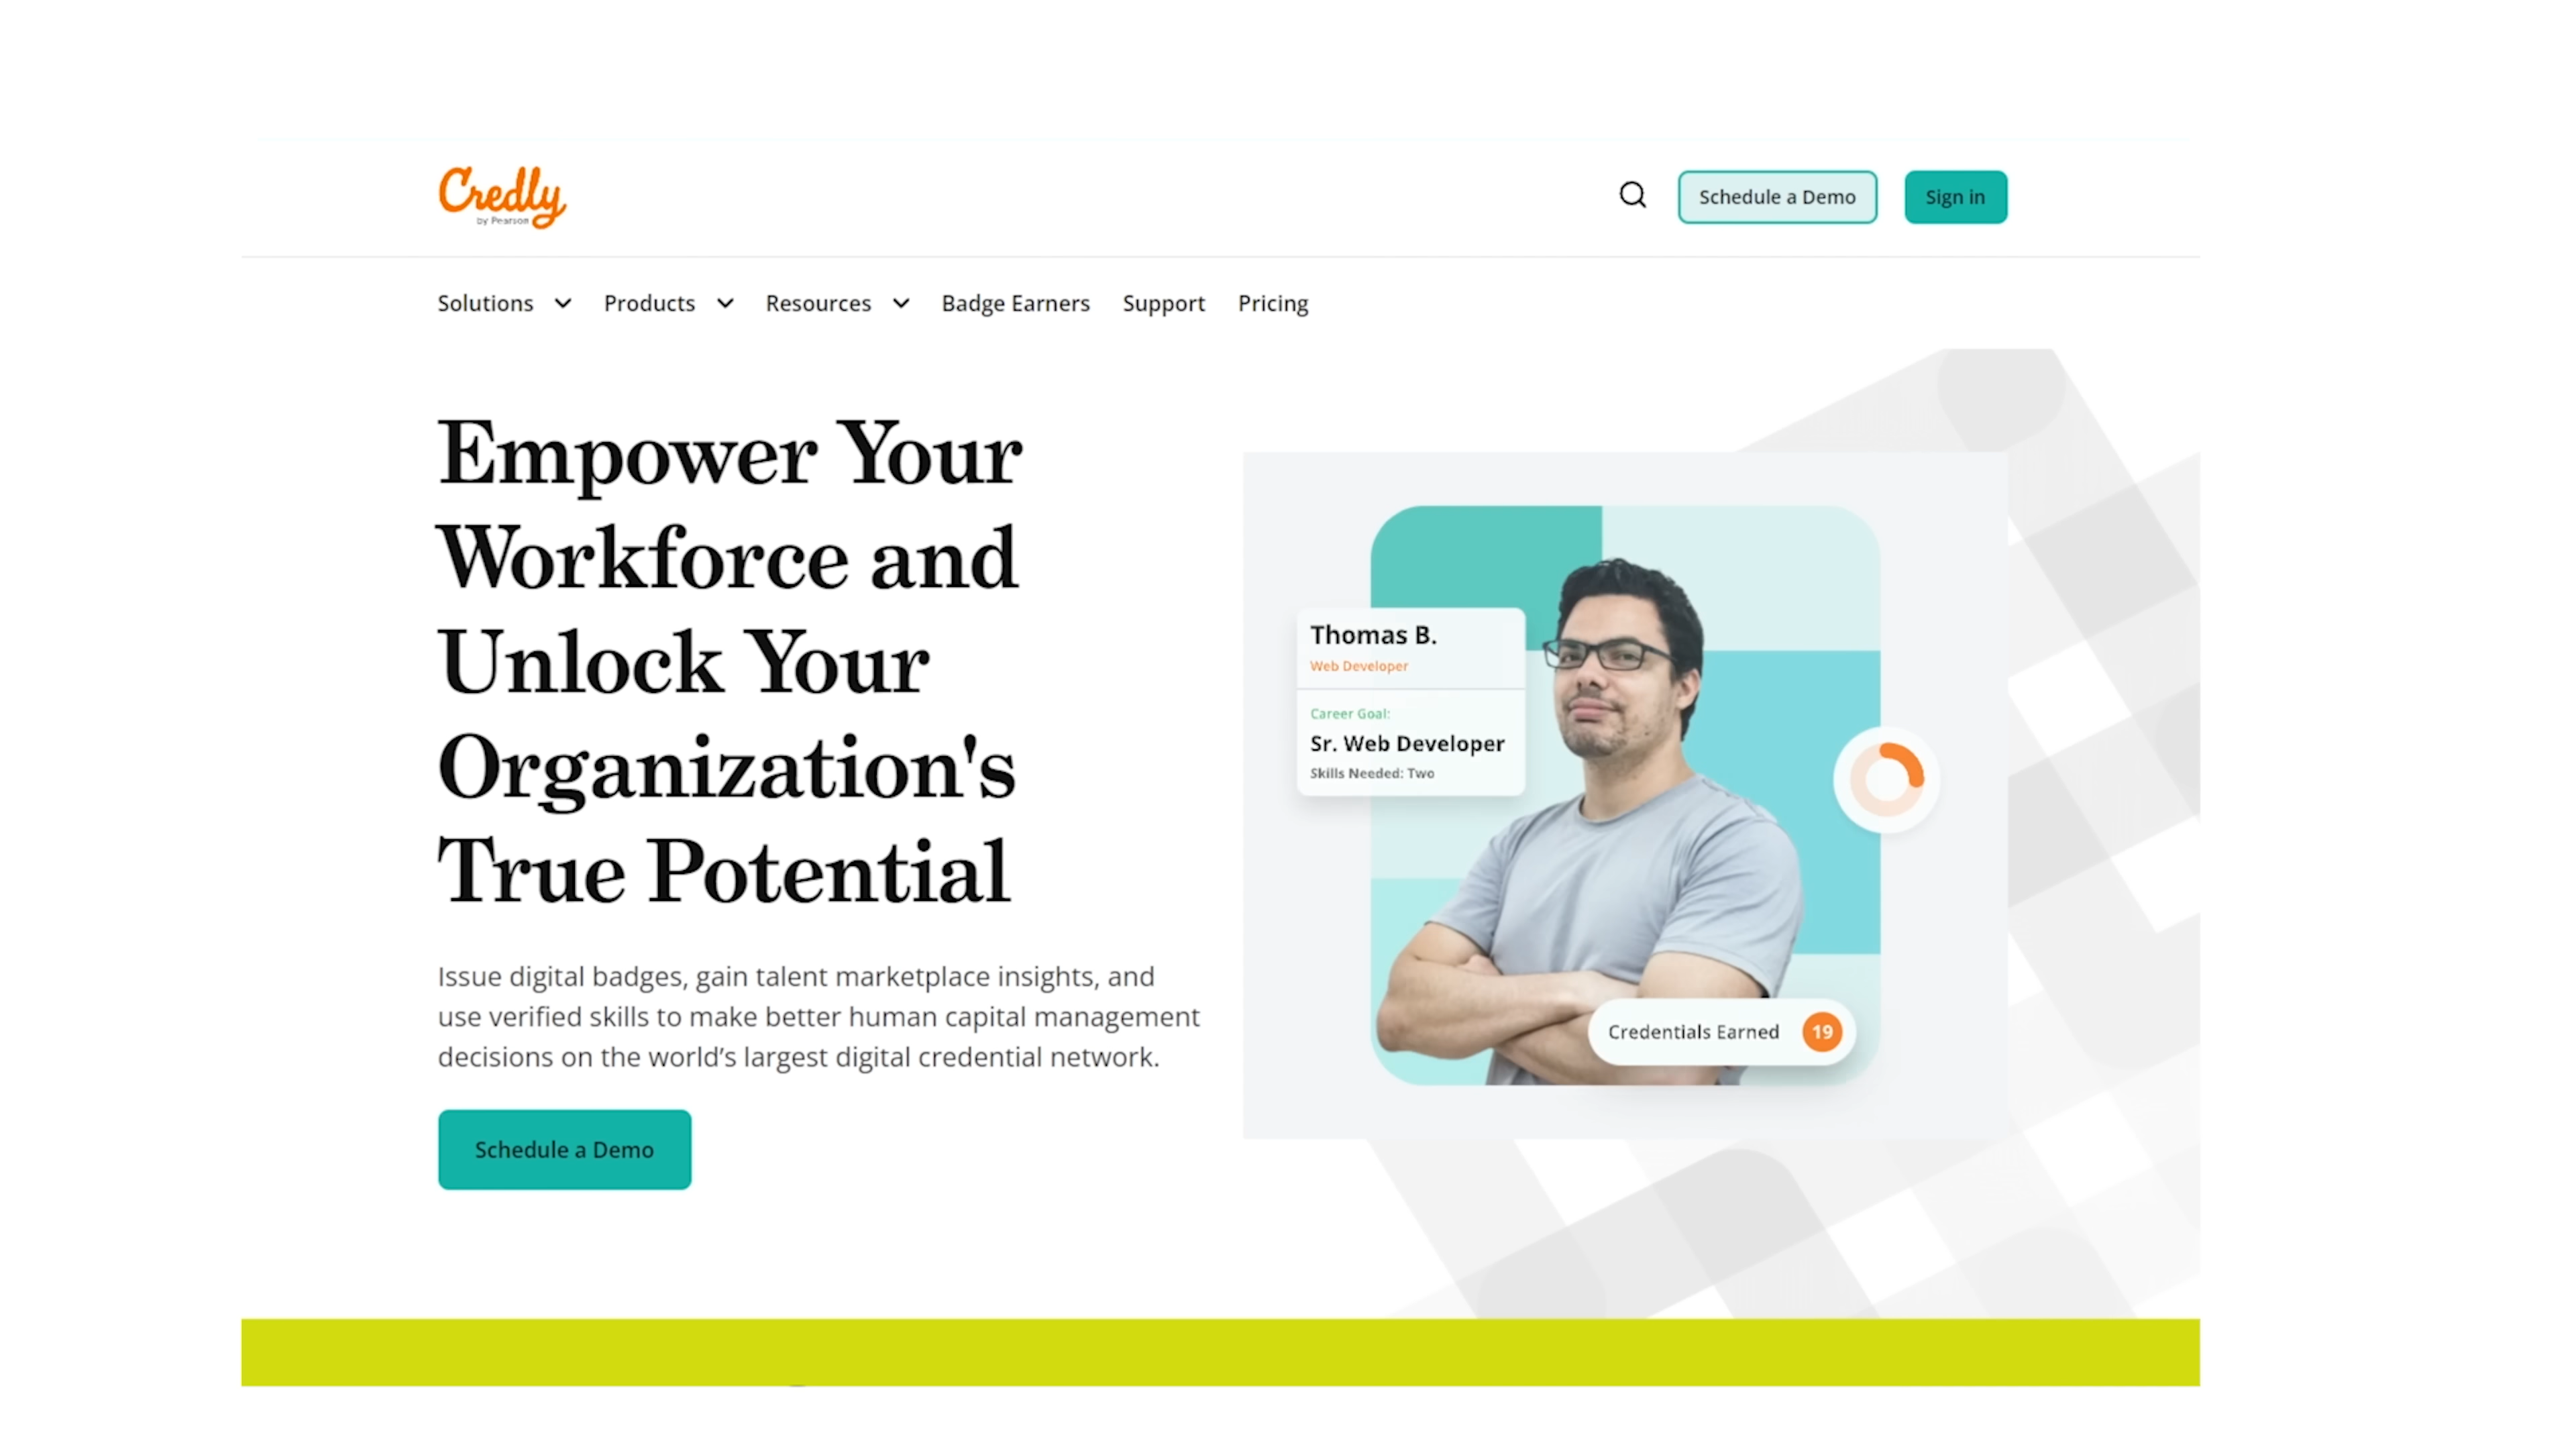 Credly
by Pearson
Schedule a Demo
Sign in
Solutions
Products
Resources
Badge Earners
Support
Pricing
Empower Your
Workforce and
Unlock Your
Organization's
True Potential
Issue digital badges, gain talent marketplace insights, and
use verified skills to make better human capital management
decisions on the world’s largest digital credential network.
Schedule a Demo
Thomas B.
Web Developer
Career Goal:
Sr. Web Developer
Skills Needed: Two
Credentials Earned 19